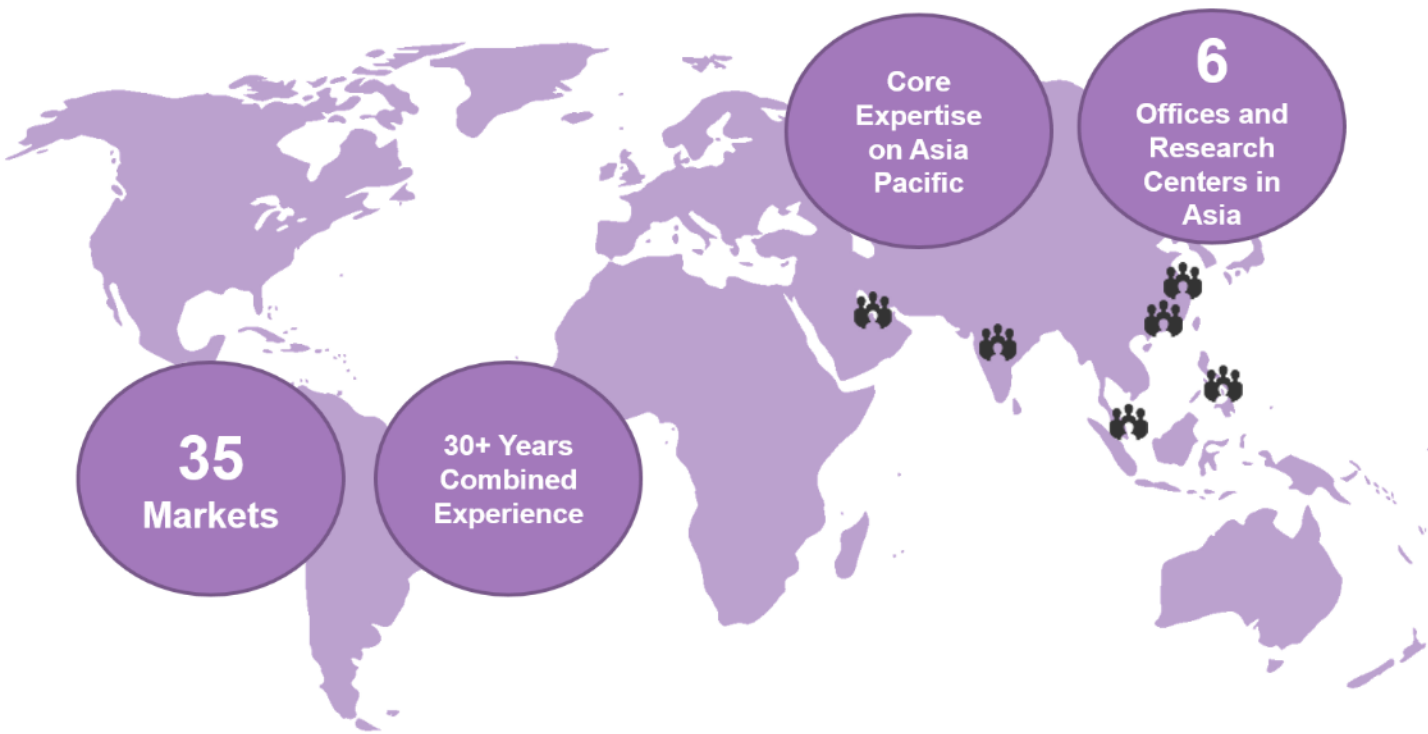 Core
Expertise
on Asia
Pacific
6
Offices and
Research
Centers in
Asia
35
Markets
30+ Years
Combined
Experience